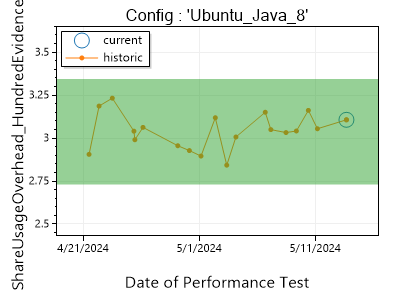 Config : 'Ubuntu_Java_8'
current
historic
3.5
3.25
3
2.75
2.5
ShareUsageOverhead_HundredEvidence
4/21/2024
5/1/2024
5/11/2024
Date of Performance Test